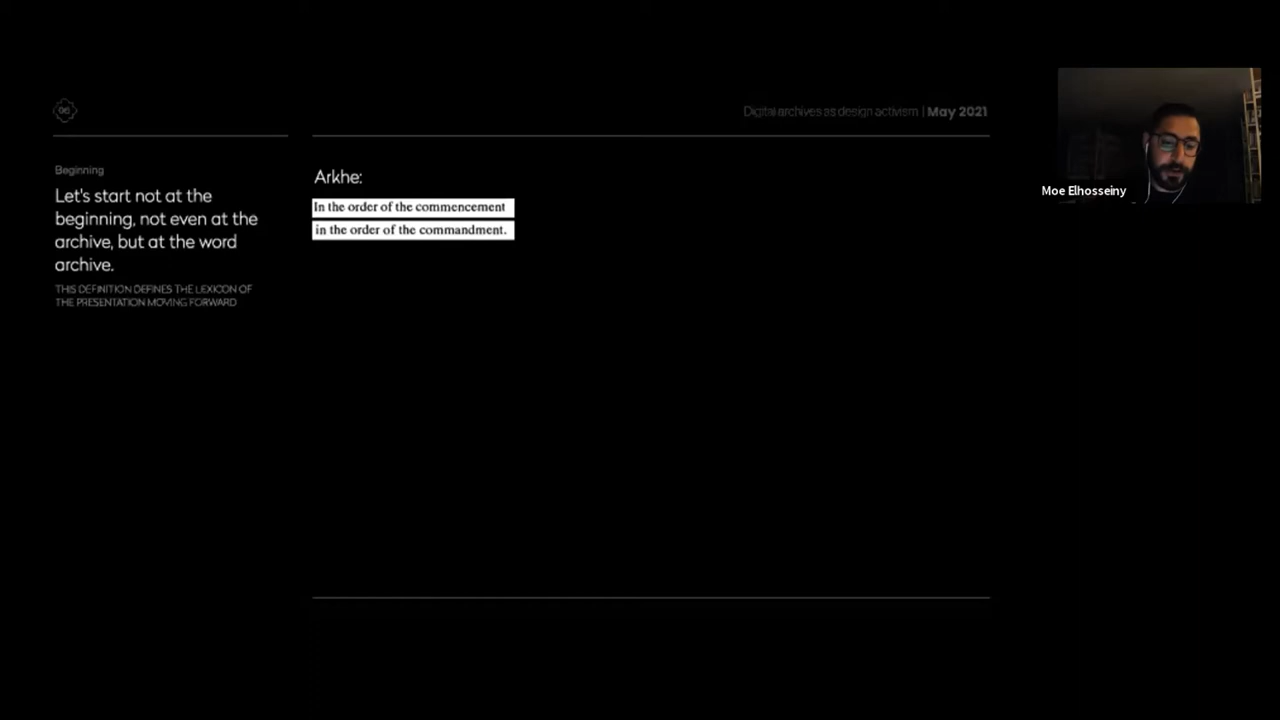 06
Digital archives as design activism | May 2021
Beginning
Let's start not at the
beginning, not even at the
archive, but at the word
archive.
THIS DEFINITION DEFINES THE LEXICON OF
THE PRESENTATION MOVING FORWARD
Arkhe:
In the order of the commencement
in the order of the commandment.
Moe Elhosseiny